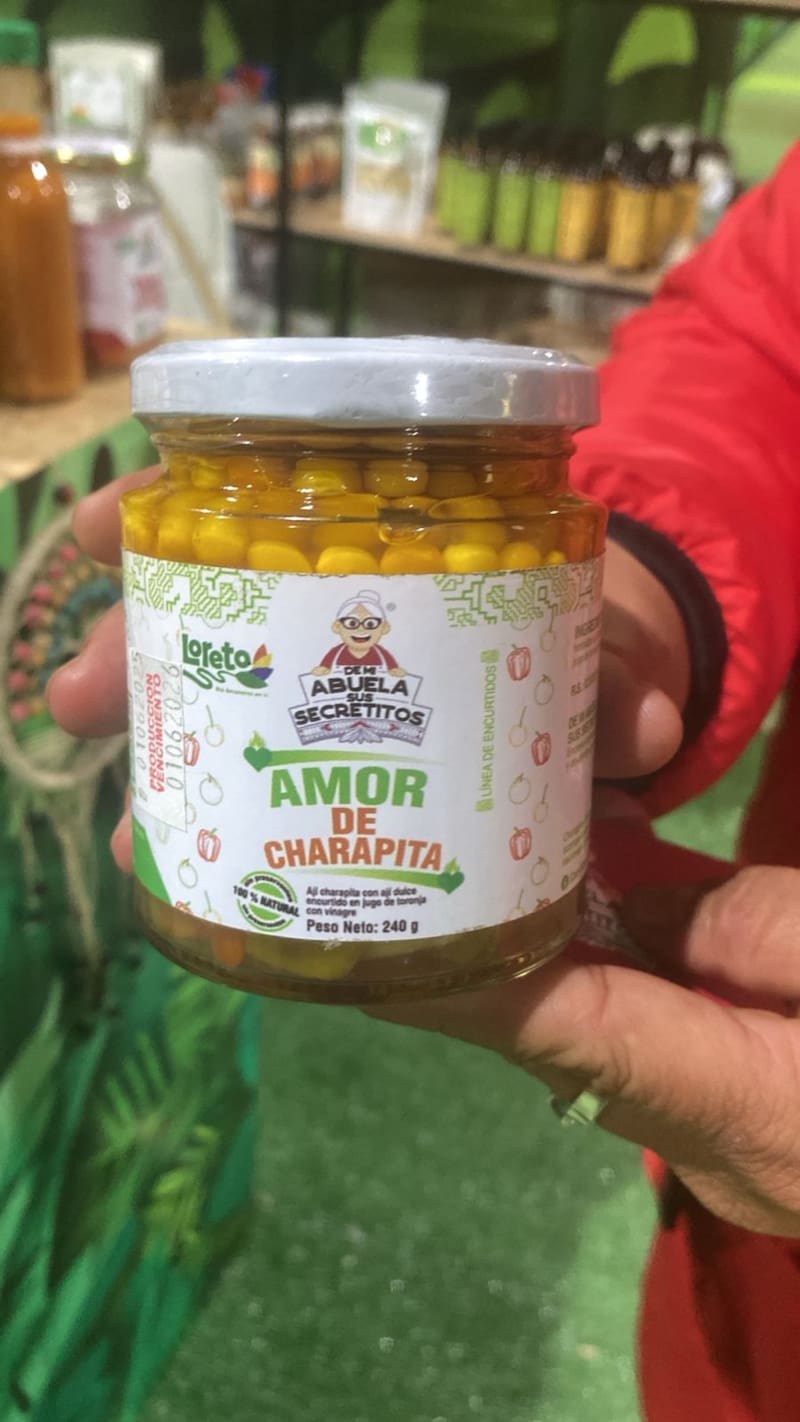 Loreto
DE MI
ABUELA
SUS
SECRETITOS
®
AMOR
DE
CHARAPITA
100 % NATURAL
Ají charapita con ají dulce
encurtido en jugo de toronja
con vinagre
Peso Neto: 240 g
LÍNEA DE ENCURTIDOS
PRODUCCION
VENCIMIENTO
01062026